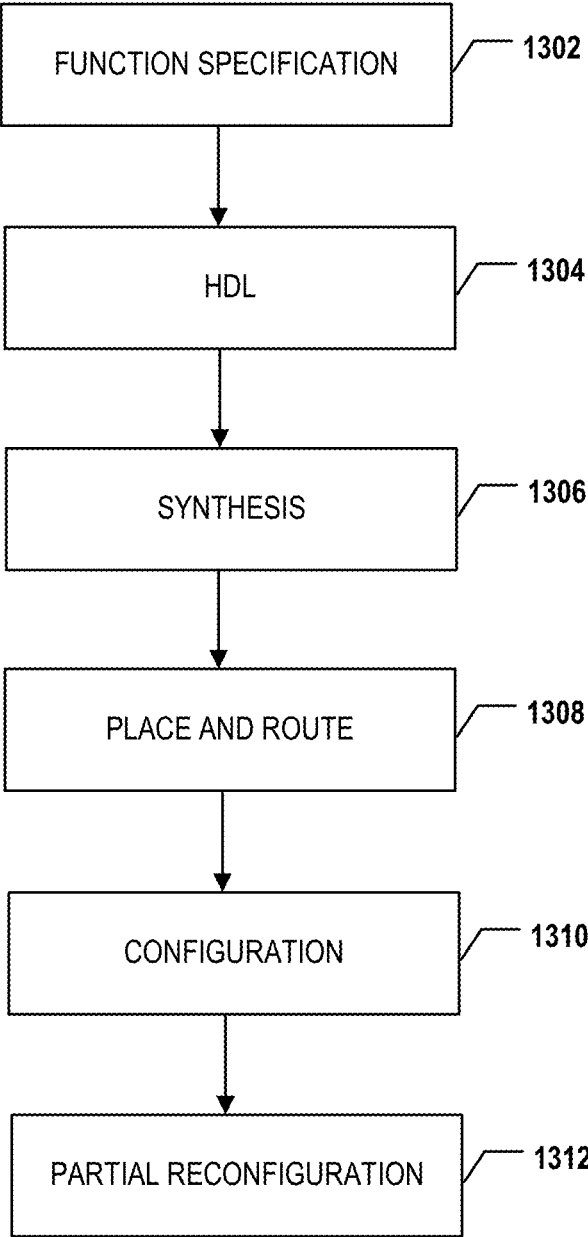 FUNCTION SPECIFICATION
1302
HDL
1304
SYNTHESIS
1306
PLACE AND ROUTE
1308
CONFIGURATION
1310
PARTIAL RECONFIGURATION
1312